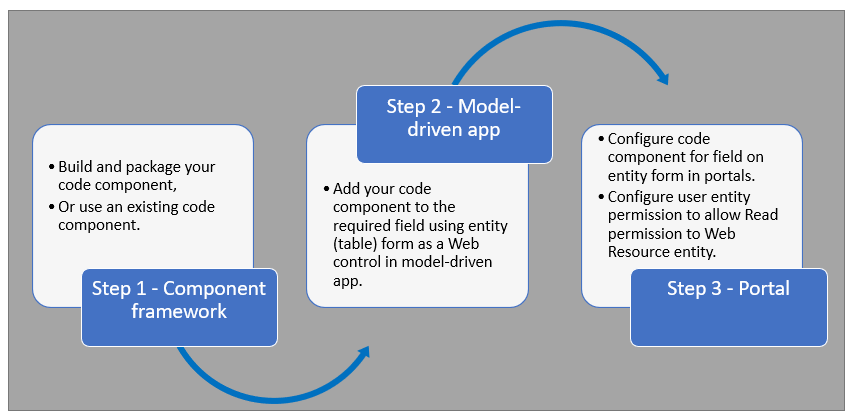 • Build and package your
code component,
• Or use an existing code
component.
Step 1 - Component
framework
Step 2 - Model-
driven app
• Add your code
component to the
required field using entity
(table) form as a Web
control in model-driven
app.
• Configure code
component for field on
entity form in portals.
• Configure user entity
permission to allow Read
permission to Web
Resource entity.
Step 3 - Portal